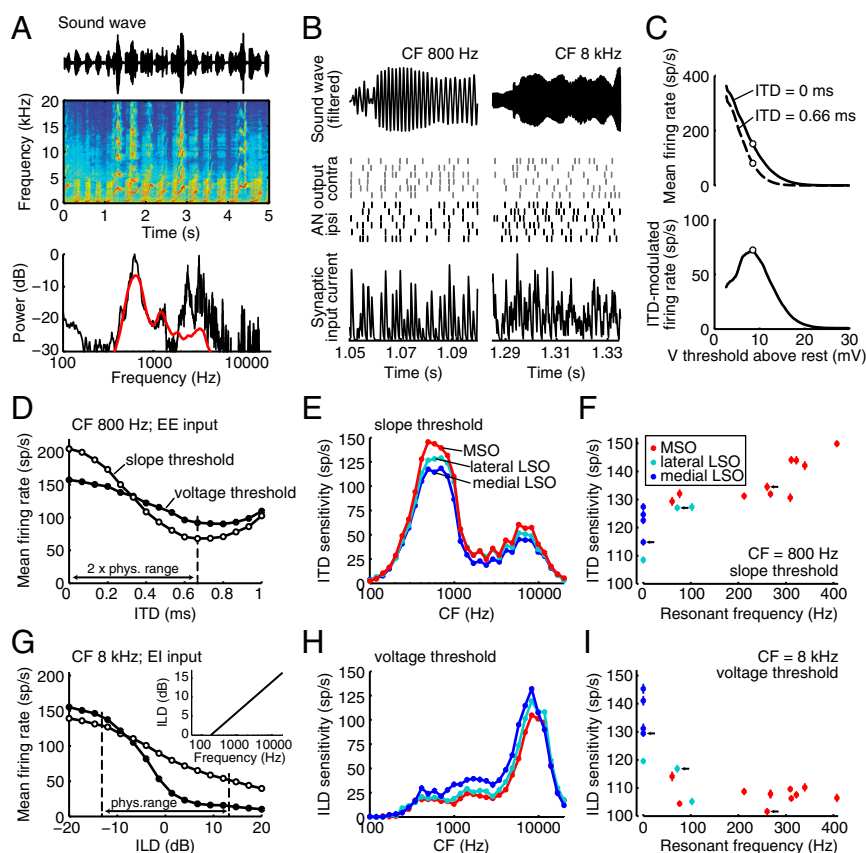 A
Sound wave
Frequency (kHz)
20
15
10
5
0
0 1 2 3 4 5
Time (s)
Power (dB)
0
−10
−20
−30
100 1000 10000
Frequency (Hz)
B
CF 800 Hz
CF 8 kHz
Sound wave
(filtered)
AN output
ipsi contra
Synaptic
input current
1.05 1.07 1.09
1.29 1.31 1.33
Time (s)
Time (s)
C
Mean firing rate (sp/s)
400
200
0
ITD = 0 ms
ITD = 0.66 ms
ITD-modulated
firing rate (sp/s)
100
50
0
0 10 20 30
V threshold above rest (mV)
D
CF 800 Hz; EE input
Mean firing rate (sp/s)
200
150
100
50
0
slope threshold
voltage threshold
2 x phys. range
0 0.2 0.4 0.6 0.8 1
ITD (ms)
E
slope threshold
ITD sensitivity (sp/s)
150
125
100
75
50
25
0
MSO
lateral LSO
medial LSO
100 1000 10000
CF (Hz)
F
ITD sensitivity (sp/s)
150
140
130
120
110
100
MSO
lateral LSO
medial LSO
CF = 800 Hz
slope threshold
0 100 200 300 400
Resonant frequency (Hz)
G
CF 8 kHz; EI input
Mean firing rate (sp/s)
200
150
100
50
0
ILD (dB)
15
10
5
0
100 1000 10000
Frequency (Hz)
phys.range
−20 −10 0 10 20
ILD (dB)
H
voltage threshold
ILD sensitivity (sp/s)
150
125
100
75
50
25
0
100 1000 10000
CF (Hz)
I
CF = 8 kHz
voltage threshold
ILD sensitivity (sp/s)
150
140
130
120
110
100
0 100 200 300 400
Resonant frequency (Hz)